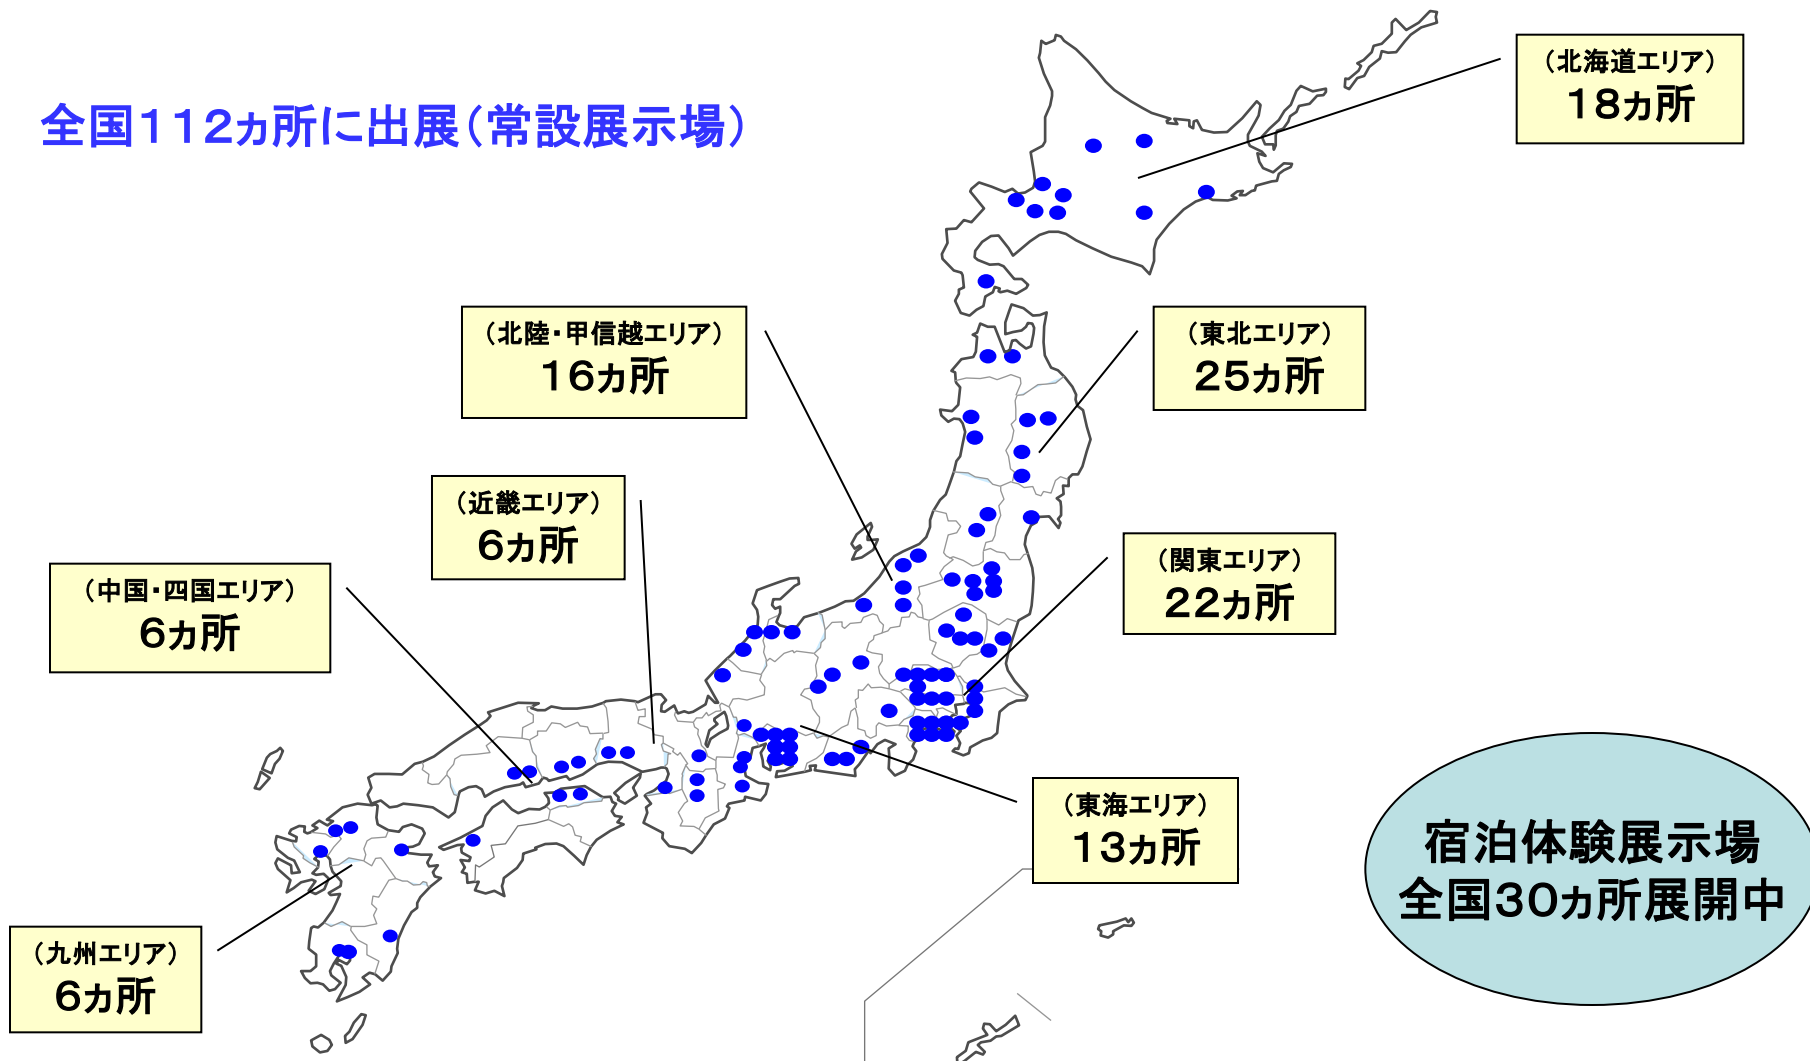 全国112ヵ所に出展（常設展示場）
（北海道エリア）
18ヵ所
（北陸・甲信越エリア）
16ヵ所
（東北エリア）
25ヵ所
（近畿エリア）
6ヵ所
（関東エリア）
22ヵ所
（中国・四国エリア）
6ヵ所
（東海エリア）
13ヵ所
（九州エリア）
6ヵ所
宿泊体験展示場
全国30ヵ所展開中